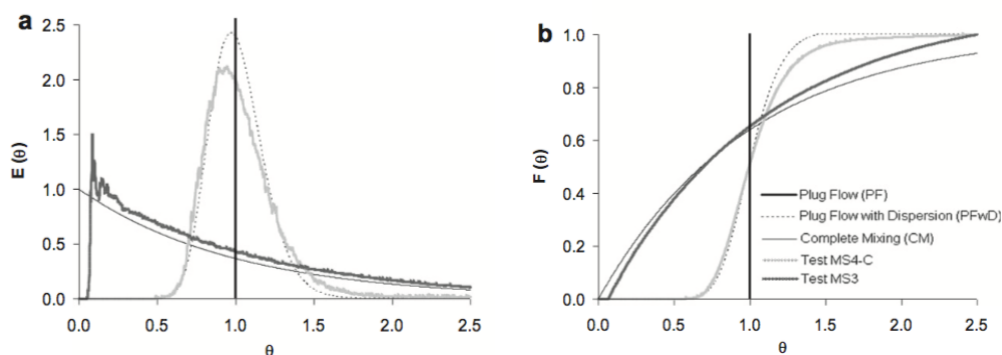 a
3.0
2.5
2.0
1.5
1.0
0.5
0.0
E (θ)
0.0 0.5 1.0 1.5 2.0 2.5
θ
b
1.0
0.8
0.6
0.4
0.2
0.0
F (θ)
Plug Flow (PF)
Plug Flow with Dispersion (PFwD)
Complete Mixing (CM)
Test MS4-C
Test MS3
0.0 0.5 1.0 1.5 2.0 2.5
θ